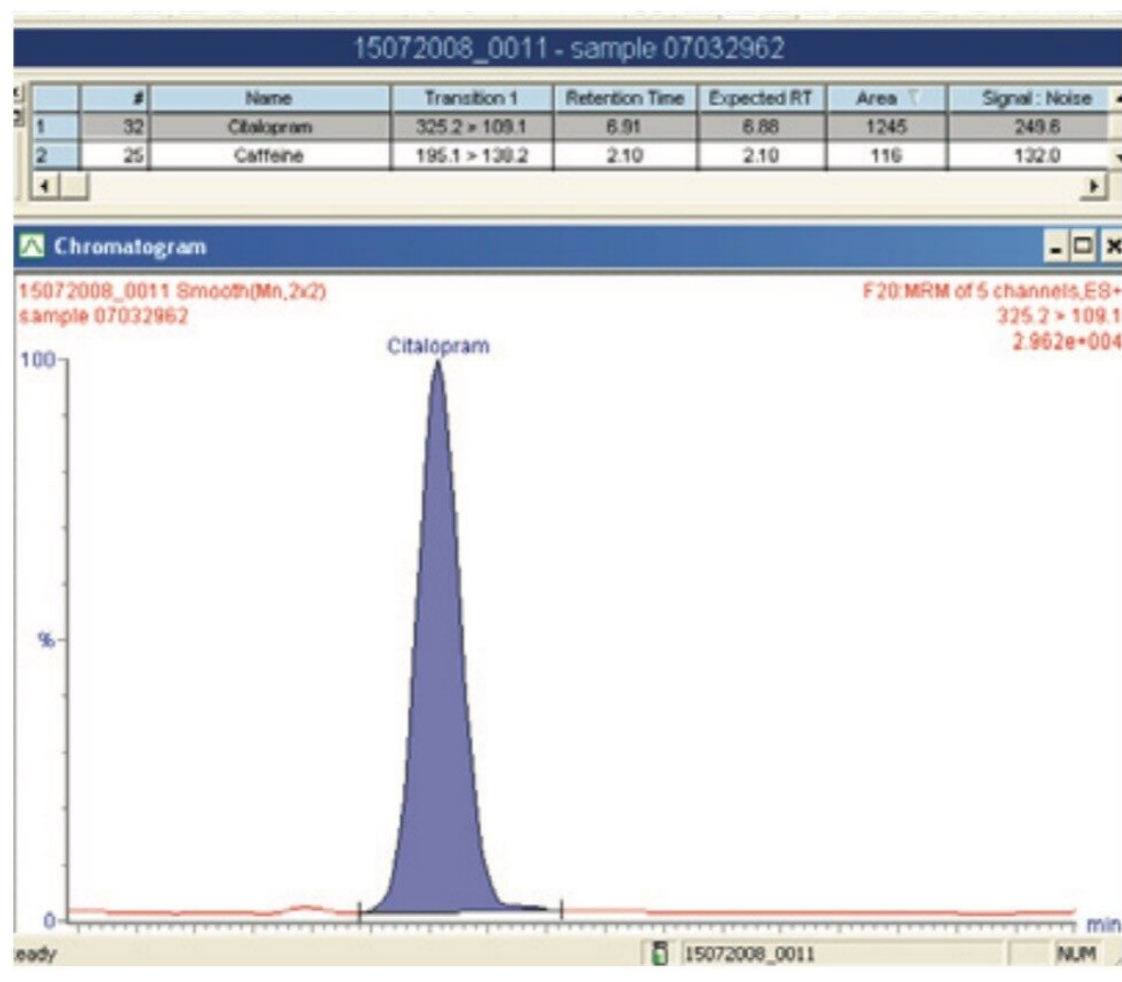 15072008_0011 - sample 07032962
# Name Transition 1 Retention Time Expected RT Area Signal : Noise
1 32 Citalopram 325.2 > 109.1 6.91 6.88 1245 249.6
2 25 Caffeine 195.1 > 138.2 2.10 2.10 116 132.0
Chromatogram
15072008_0011 Smooth(Mn,2x2) F20:MRM of 5 channels,ES+
sample 07032962 325.2 > 109.1
2.962e+004
Citalopram
100
%
0
min
eady 15072008_0011 NUM